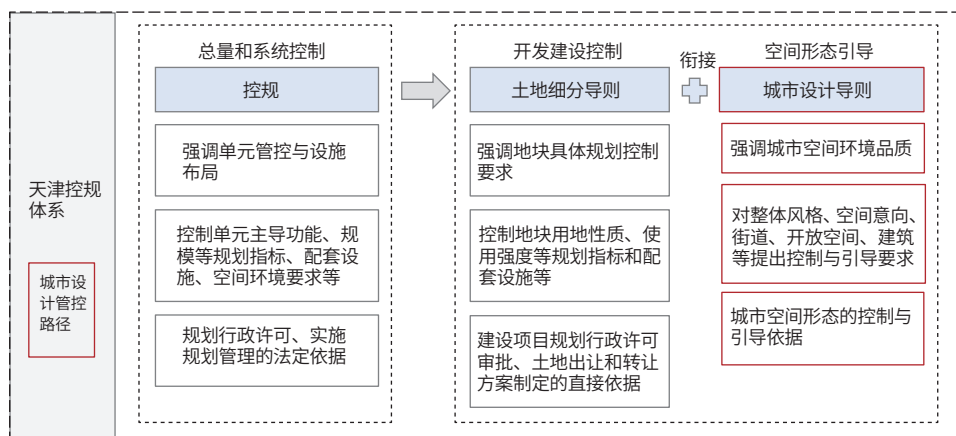 天津控规
体系
城市设
计管控
路径
总量和系统控制
控规
强调单元管控与设施
布局
控制单元主导功能、规
模等规划指标、配套设
施、空间环境要求等
规划行政许可、实施
规划管理的法定依据
开发建设控制
土地细分导则
强调地块具体规划控制
要求
控制地块用地性质、使
用强度等规划指标和配
套设施等
建设项目规划行政许可
审批、土地出让和转让
方案制定的直接依据
衔接
空间形态引导
城市设计导则
强调城市空间环境品质
对整体风格、空间意向、
街道、开放空间、建筑
等提出控制与引导要求
城市空间形态的控制与
引导依据